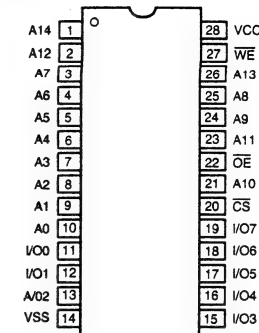 A14 1 28 VCC
A12 2 27 WE
A7 3 26 A13
A6 4 25 A8
A5 5 24 A9
A4 6 23 A11
A3 7 22 OE
A2 8 21 A10
A1 9 20 CS
A0 10 19 I/O7
I/O0 11 18 I/O6
I/O1 12 17 I/O5
A/02 13 16 I/O4
VSS 14 15 I/O3